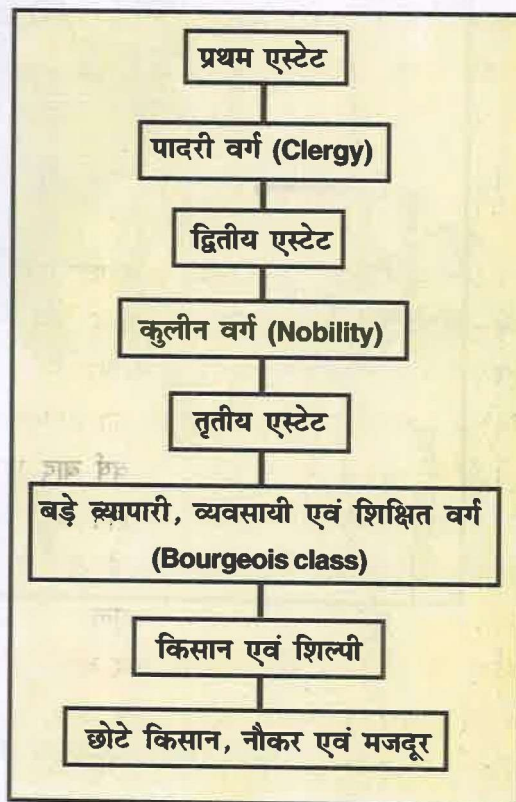 प्रथम एस्टेट
पादरी वर्ग (Clergy)
द्वितीय एस्टेट
कुलीन वर्ग (Nobility)
तृतीय एस्टेट
बड़े व्यापारी, व्यवसायी एवं शिक्षित वर्ग
(Bourgeois class)
किसान एवं शिल्पी
छोटे किसान, नौकर एवं मजदूर